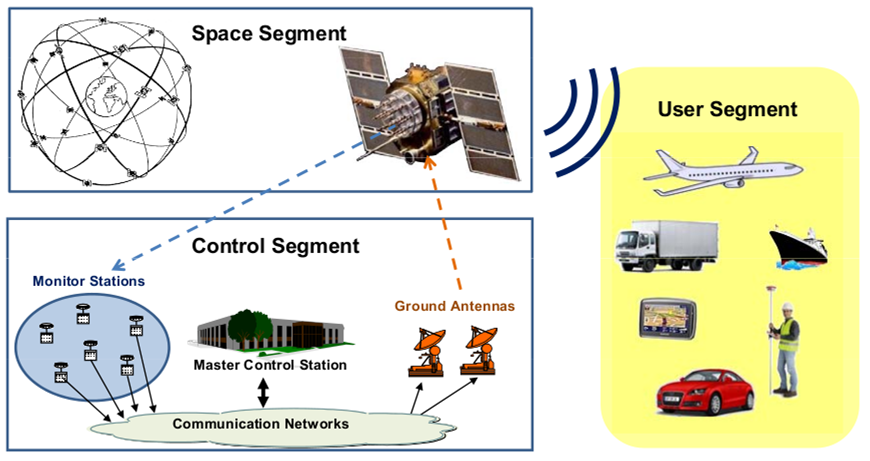 Space Segment
User Segment
Control Segment
Monitor Stations
Ground Antennas
Master Control Station
Communication Networks